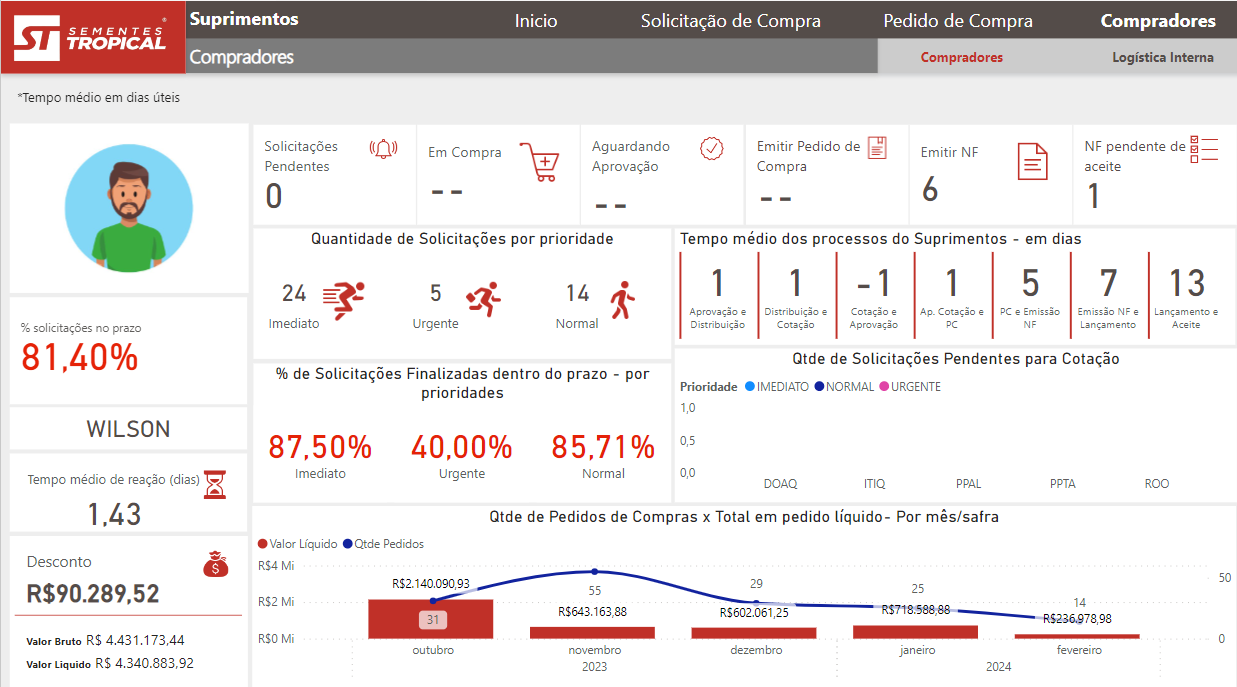 ST SEMENTES TROPICAL®
Suprimentos
Inicio
Solicitação de Compra
Pedido de Compra
Compradores
Compradores
Compradores
Logística Interna
*Tempo médio em dias úteis
Solicitações
Pendentes
0
Em Compra
--
Aguardando
Aprovação
--
Emitir Pedido de
Compra
--
Emitir NF
6
NF pendente de
aceite
1
% solicitações no prazo
81,40%
WILSON
Tempo médio de reação (dias)
1,43
Desconto
R$90.289,52
Valor Bruto R$ 4.431.173,44
Valor Liquido R$ 4.340.883,92
Quantidade de Solicitações por prioridade
24
Imediato
5
Urgente
14
Normal
% de Solicitações Finalizadas dentro do prazo - por
prioridades
87,50%
Imediato
40,00%
Urgente
85,71%
Normal
Tempo médio dos processos do Suprimentos - em dias
1
Aprovação e
Distribuição
1
Distribuição e
Cotação
-1
Cotação e
Aprovação
1
Ap. Cotação e
PC
5
PC e Emissão
NF
7
Emissão NF e
Lançamento
13
Lançamento e
Aceite
Qtde de Solicitações Pendentes para Cotação
Prioridade IMEDIATO NORMAL URGENTE
1,0
0,5
0,0
DOAQ ITIQ PPAL PPTA ROO
Qtde de Pedidos de Compras x Total em pedido líquido- Por mês/safra
Valor Líquido Qtde Pedidos
R$4 Mi
R$2 Mi
R$0 Mi
50
0
R$2.140.090,93
31
55
R$643.163,88
29
R$602.061,25
25
R$718.588,88
14
R$236.978,98
outubro novembro dezembro janeiro fevereiro
2023 2024